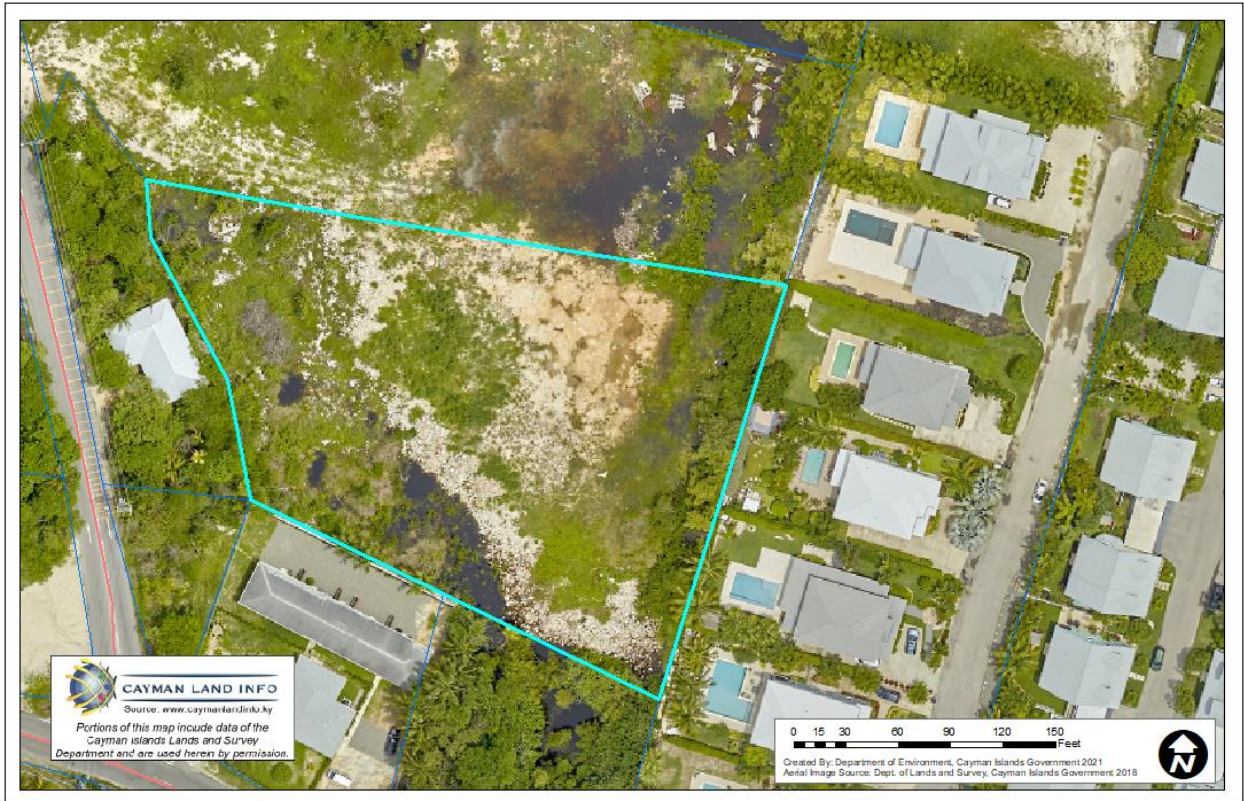 CAYMAN LAND INFO
Source: www.caymanlandinfo.ky
Portions of this map include data of the
Cayman Islands Lands and Survey
Department and are used herein by permission.
0 15 30 60 90 120 150
Feet
Created By: Department of Environment, Cayman Islands Government 2021
Aerial Image Source: Dept. of Lands and Survey, Cayman Islands Government 2018
N